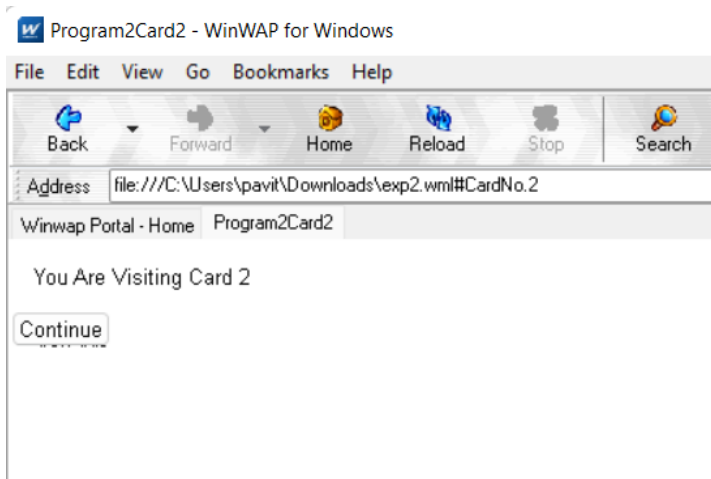 Program2Card2 - WinWAP for Windows
File Edit View Go Bookmarks Help
Back Forward Home Reload Stop Search
Address file:///C:\Users\pavit\Downloads\exp2.wml#CardNo.2
Winwap Portal - Home Program2Card2
You Are Visiting Card 2
Continue